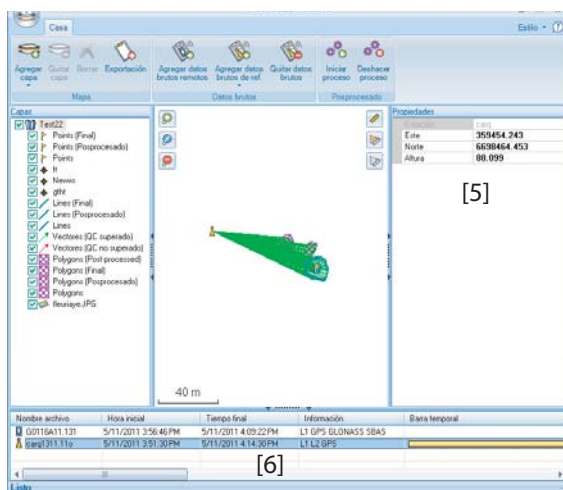 Casa
Estilo
Agregar capa
Quitar capa
Borrar
Exportación
Agregar datos brutos remotos
Agregar datos brutos de ref.
Quitar datos brutos
Iniciar proceso
Deshacer proceso
Mapa
Datos brutos
Posprocesado
Capas
Test22
Points (Final)
Points (Posprocesado)
Points
Newxs
gtht
Lines (Final)
Lines (Posprocesado)
Lines
Vectores (QC superado)
Vectores (QC no superado)
Polygons (Post-processed)
Polygons (Final)
Polygons (Posprocesado)
Polygons
fleuriaye.JPG
40 m
Propiedades
Este 359454.243
Norte 6698464.453
Altura 88.099
[5]
Nombre archivo Hora inicial Tiempo final Información Barra temporal
G0116A11.131 5/11/2011 3:56:46 PM 5/11/2011 4:09:22 PM L1 GPS GLONASS SBAS
carq1311.11o 5/11/2011 3:51:30 PM 5/11/2011 4:14:30 PM L1 L2 GPS
[6]
Listo